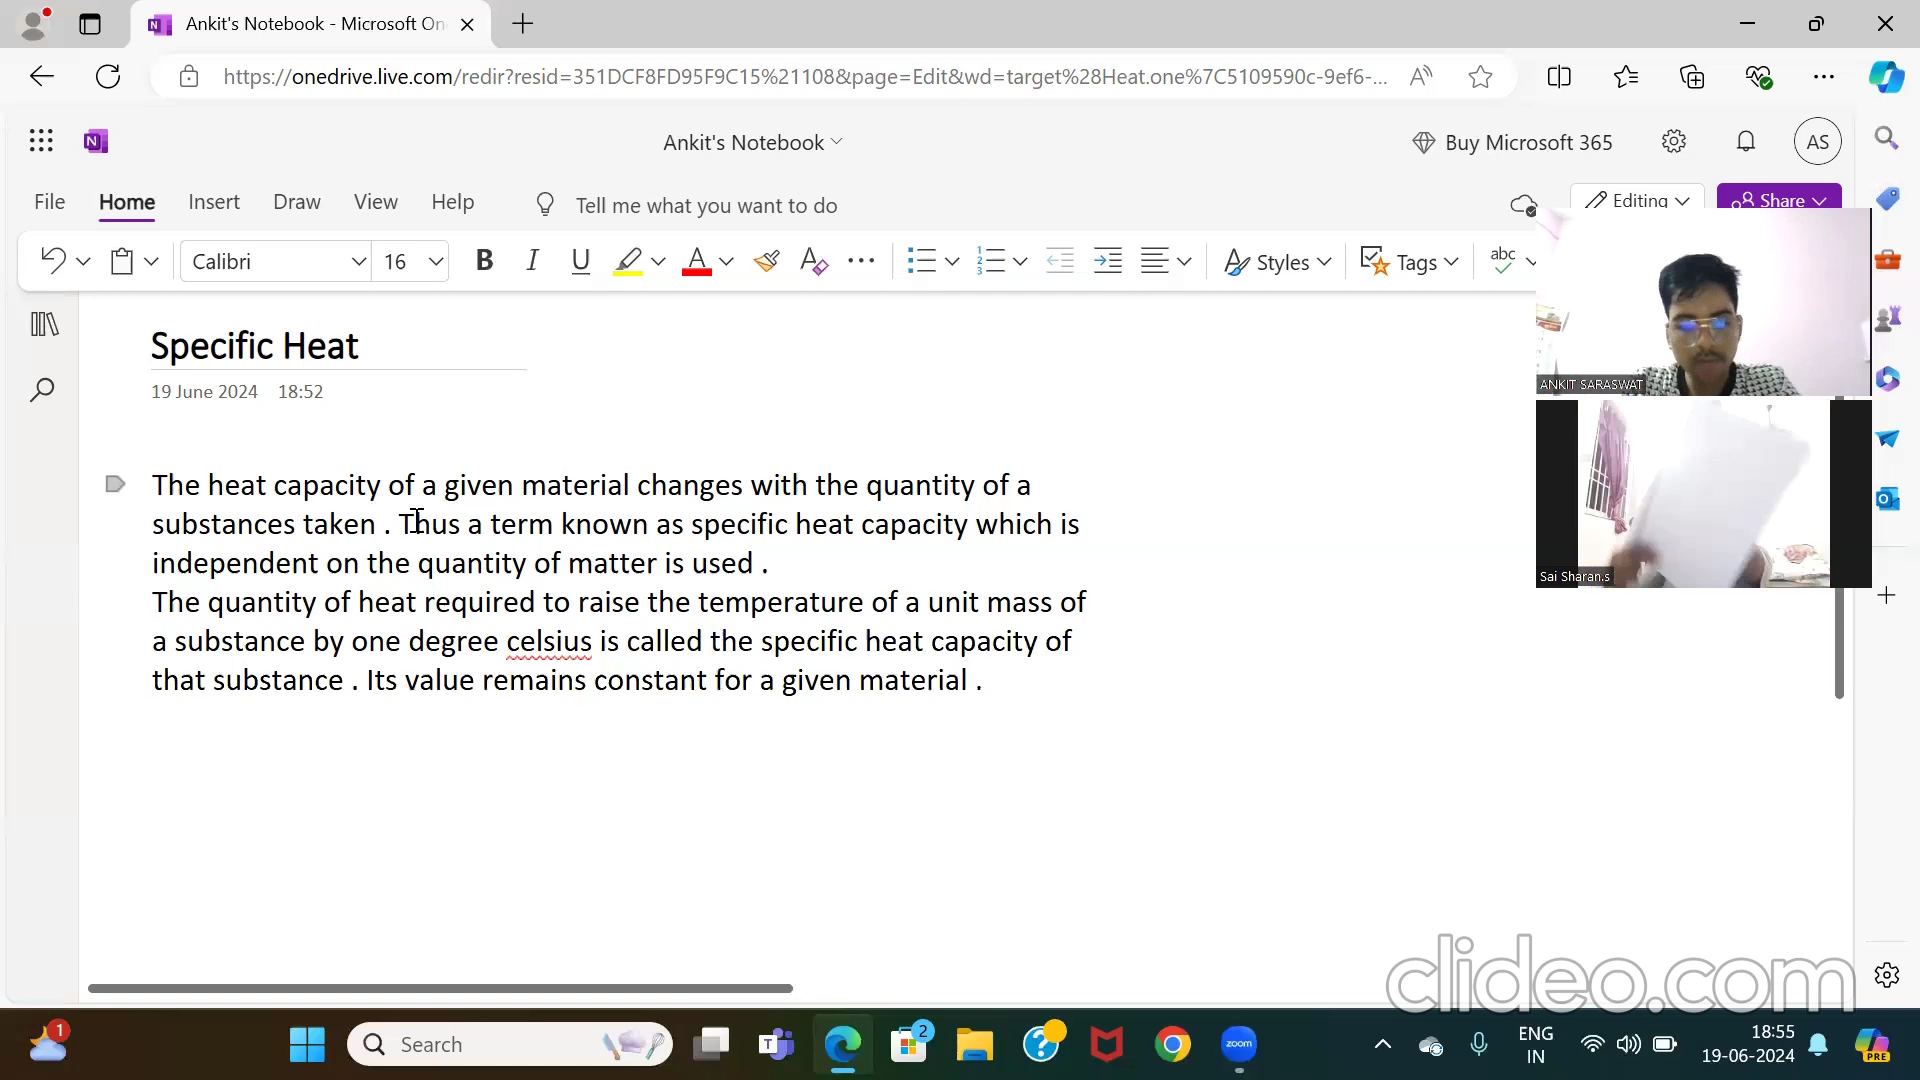 Ankit's Notebook - Microsoft On
https://onedrive.live.com/redir?resid=351DCF8FD95F9C15%21108&page=Edit&wd=target%28Heat.one%7C5109590c-9ef6-...
Ankit's Notebook
Buy Microsoft 365
AS
File Home Insert Draw View Help Tell me what you want to do
Editing
Share
Calibri 16 B I U A Styles Tags abc
Specific Heat
19 June 2024 18:52
The heat capacity of a given material changes with the quantity of a
substances taken . Thus a term known as specific heat capacity which is
independent on the quantity of matter is used .
The quantity of heat required to raise the temperature of a unit mass of
a substance by one degree celsius is called the specific heat capacity of
that substance . Its value remains constant for a given material .
ANKIT SARASWAT
Sai Sharan.s
clideo.com
1
Search
2
zoom
ENG
IN
18:55
19-06-2024
PRE